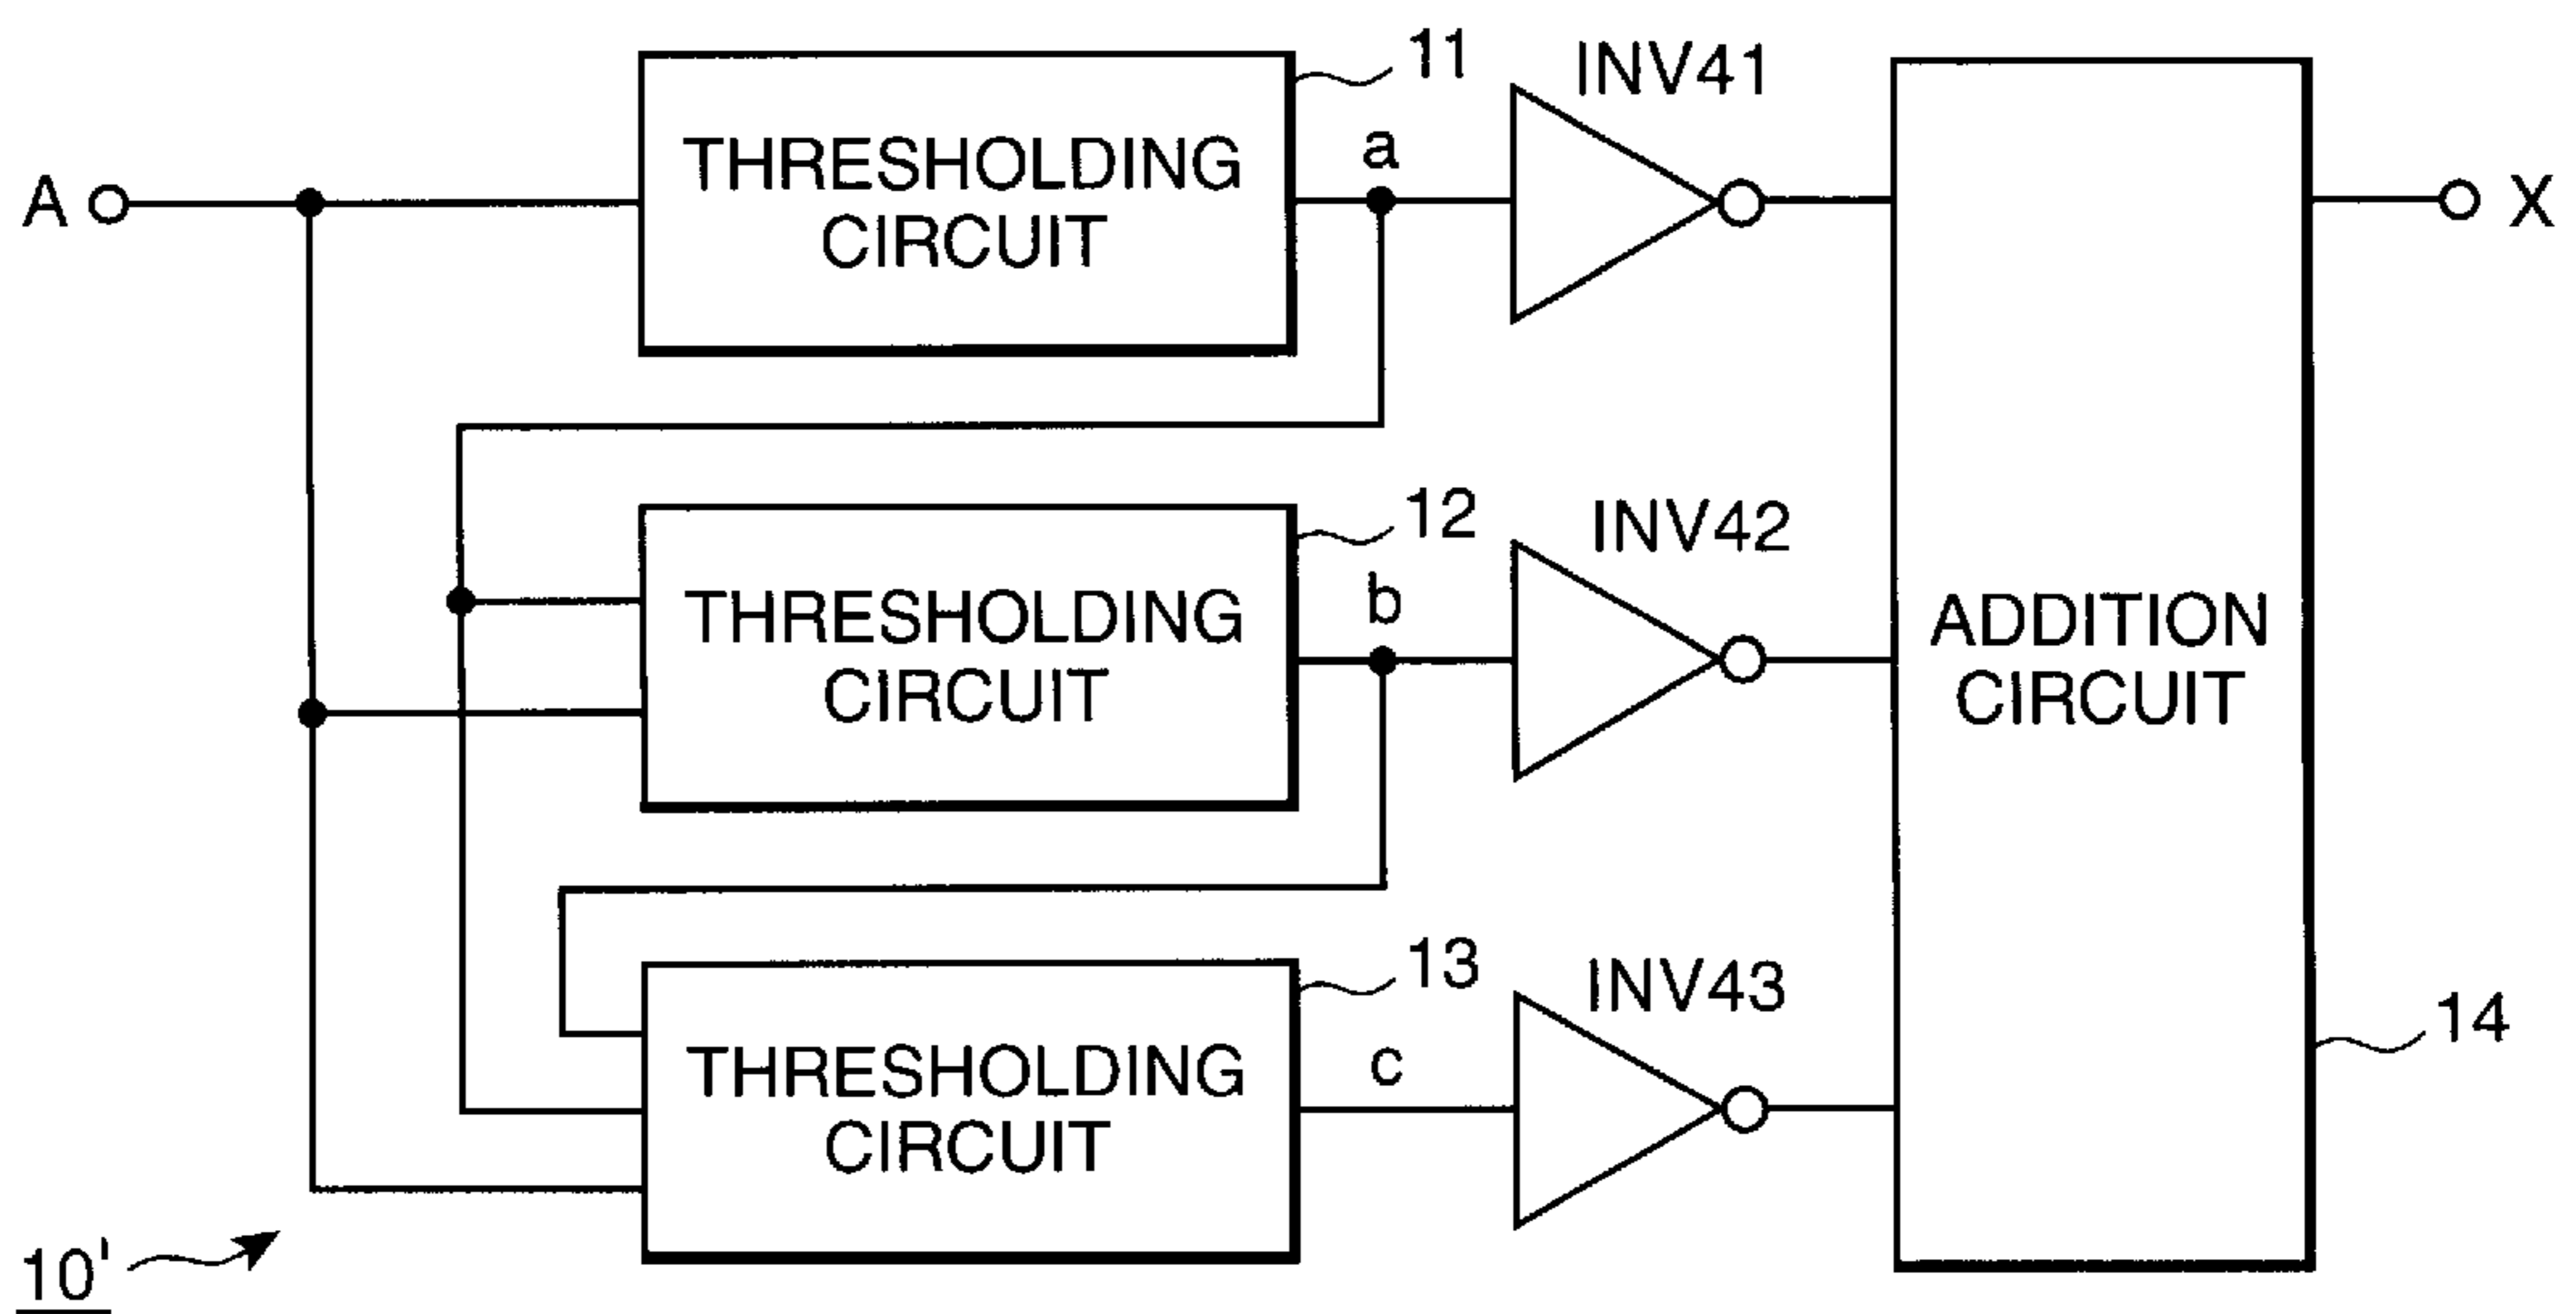 11
INV41
THRESHOLDING
CIRCUIT
a
A
X
12
INV42
THRESHOLDING
CIRCUIT
b
ADDITION
CIRCUIT
13
INV43
THRESHOLDING
CIRCUIT
c
14
10'